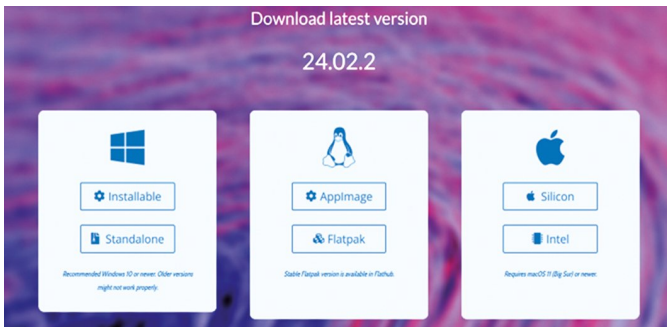 Download latest version
24.02.2
Installable
Standalone
Recommended Windows 10 or newer. Older versions
might not work properly.
AppImage
Flatpak
Stable Flatpak version is available in Flathub.
Silicon
Intel
Requires macOS 11 (Big Sur) or newer.